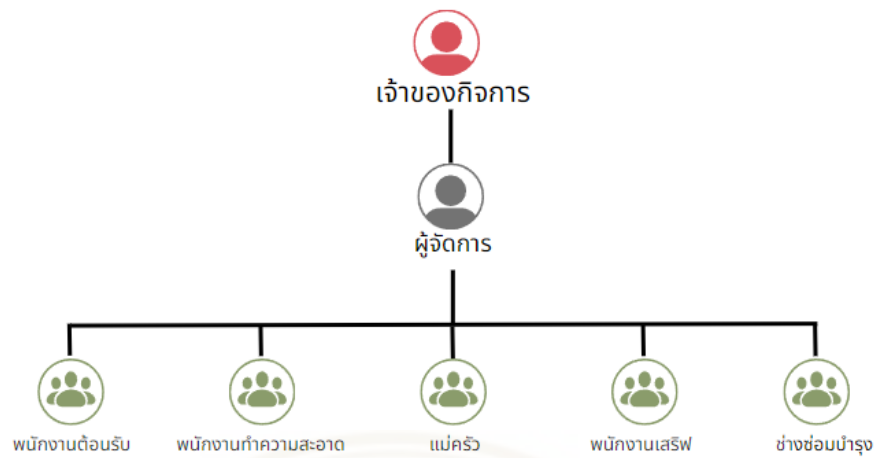 เจ้าของกิจการ
ผู้จัดการ
พนักงานต้อนรับ
พนักงานทำความสะอาด
แม่ครัว
พนักงานเสริฟ
ช่างซ่อมบำรุง